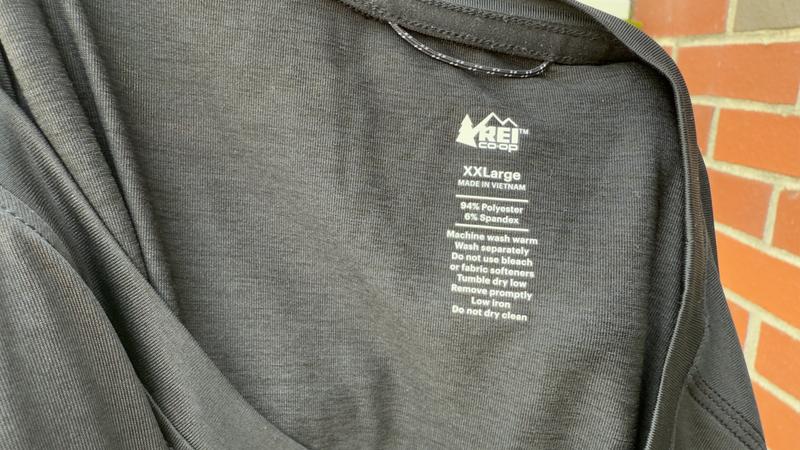 REI™
co·op
XXLarge
MADE IN VIETNAM
94% Polyester
6% Spandex
Machine wash warm
Wash separately
Do not use bleach
or fabric softeners
Tumble dry low
Remove promptly
Low iron
Do not dry clean